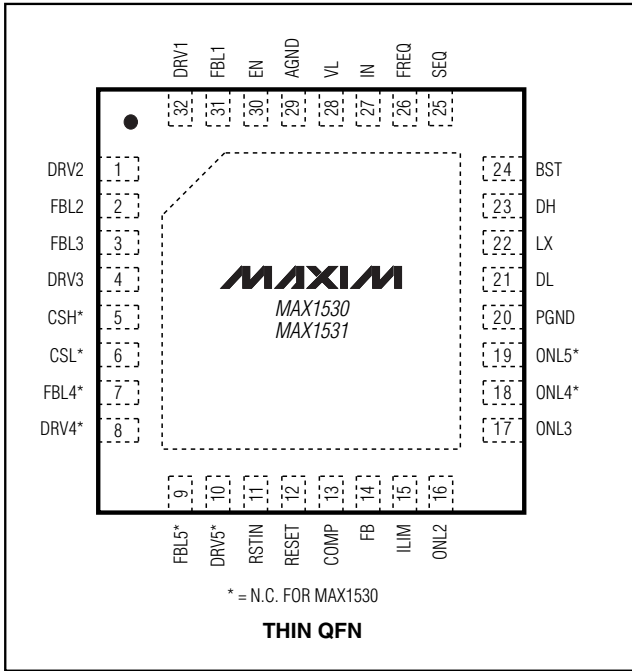 DRV1
FBL1
EN
AGND
VL
IN
FREQ
SEQ
32
31
30
29
28
27
26
25
DRV2 1
FBL2 2
FBL3 3
DRV3 4
CSH* 5
CSL* 6
FBL4* 7
DRV4* 8
MAXIM
MAX1530
MAX1531
24 BST
23 DH
22 LX
21 DL
20 PGND
19 ONL5*
18 ONL4*
17 ONL3
9
10
11
12
13
14
15
16
FBL5*
DRV5*
RSTIN
RESET
COMP
FB
ILIM
ONL2
* = N.C. FOR MAX1530
THIN QFN